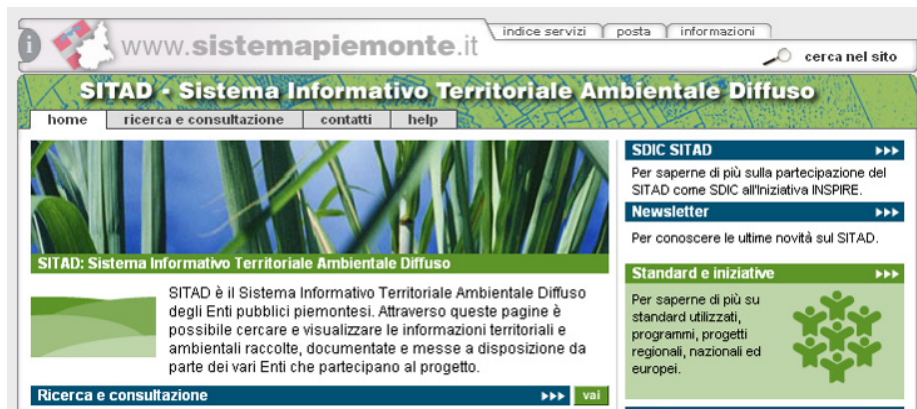 i
www.sistemapiemonte.it
indice servizi
posta
informazioni
cerca nel sito
SITAD - Sistema Informativo Territoriale Ambientale Diffuso
home
ricerca e consultazione
contatti
help
SITAD: Sistema Informativo Territoriale Ambientale Diffuso
SITAD è il Sistema Informativo Territoriale Ambientale Diffuso
degli Enti pubblici piemontesi. Attraverso queste pagine è
possibile cercare e visualizzare le informazioni territoriali e
ambientali raccolte, documentate e messe a disposizione da
parte dei vari Enti che partecipano al progetto.
Ricerca e consultazione
vai
SDIC SITAD
Per saperne di più sulla partecipazione del
SITAD come SDIC all'Iniziativa INSPIRE.
Newsletter
Per conoscere le ultime novità sul SITAD.
Standard e iniziative
Per saperne di più su
standard utilizzati,
programmi, progetti
regionali, nazionali ed
europei.